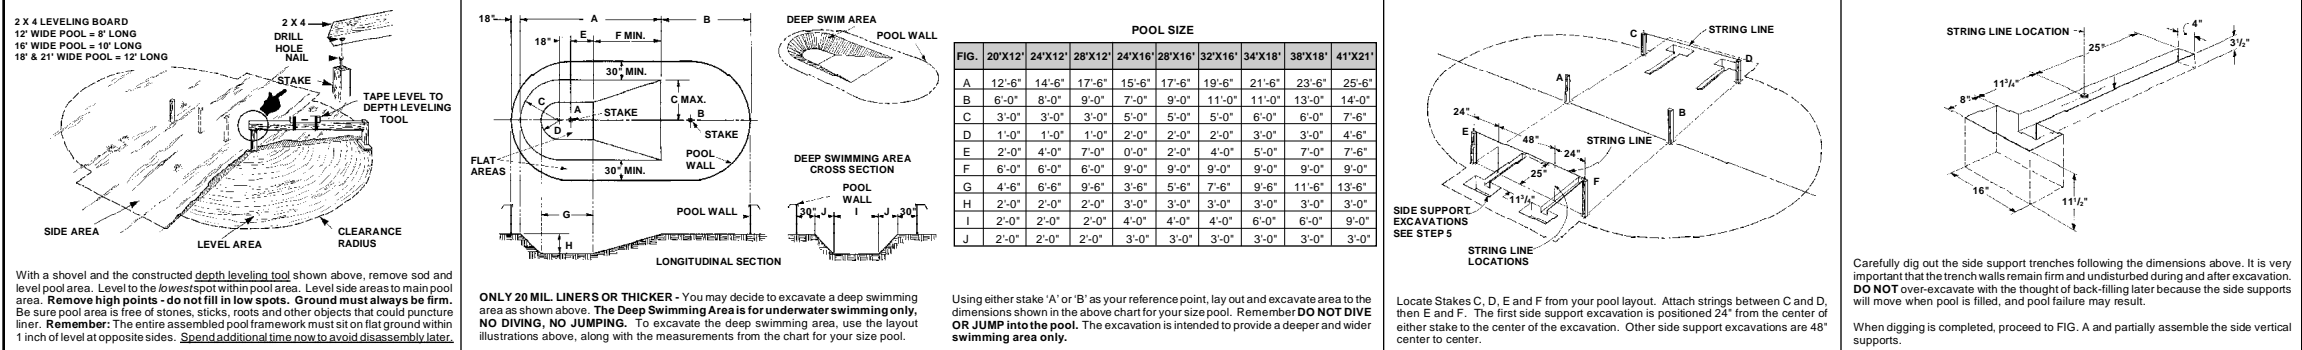 2 X 4 LEVELING BOARD
12' WIDE POOL = 8' LONG
16' WIDE POOL = 10' LONG
18' & 21' WIDE POOL = 12' LONG
2 X 4
DRILL
HOLE
NAIL
STAKE
TAPE LEVEL TO
DEPTH LEVELING
TOOL
SIDE AREA
LEVEL AREA
CLEARANCE
RADIUS
With a shovel and the constructed depth leveling tool shown above, remove sod and
level pool area. Level to the lowest spot within pool area. Level side areas to main pool
area. Remove high points - do not fill in low spots. Ground must always be firm.
Be sure pool area is free of stones, sticks, roots and other objects that could puncture
liner. Remember: The entire assembled pool framework must sit on flat ground within
1 inch of level at opposite sides. Spend additional time now to avoid disassembly later.
18"
A
B
E
F MIN.
18"
30" MIN.
C
C MAX.
A
STAKE
B
STAKE
D
FLAT
AREAS
POOL
WALL
30" MIN.
G
POOL WALL
H
LONGITUDINAL SECTION
DEEP SWIM AREA
POOL WALL
DEEP SWIMMING AREA
CROSS SECTION
POOL
WALL
30" J I J 30"
ONLY 20 MIL. LINERS OR THICKER - You may decide to excavate a deep swimming
area as shown above. The Deep Swimming Area is for underwater swimming only,
NO DIVING, NO JUMPING. To excavate the deep swimming area, use the layout
illustrations above, along with the measurements from the chart for your size pool.
POOL SIZE
FIG. 20'X12' 24'X12' 28'X12' 24'X16' 28'X16' 32'X16' 34'X18' 38'X18' 41'X21'
A 12'-6" 14'-6" 17'-6" 15'-6" 17'-6" 19'-6" 21'-6" 23'-6" 25'-6"
B 6'-0" 8'-0" 9'-0" 7'-0" 9'-0" 11'-0" 11'-0" 13'-0" 14'-0"
C 3'-0" 3'-0" 3'-0" 5'-0" 5'-0" 5'-0" 6'-0" 6'-0" 7'-6"
D 1'-0" 1'-0" 1'-0" 2'-0" 2'-0" 2'-0" 3'-0" 3'-0" 4'-6"
E 2'-0" 4'-0" 7'-0" 0'-0" 2'-0" 4'-0" 5'-0" 7'-0" 7'-6"
F 6'-0" 6'-0" 6'-0" 9'-0" 9'-0" 9'-0" 9'-0" 9'-0" 9'-0"
G 4'-6" 6'-6" 9'-6" 3'-6" 5'-6" 7'-6" 9'-6" 11'-6" 13'-6"
H 2'-0" 2'-0" 2'-0" 3'-0" 3'-0" 3'-0" 3'-0" 3'-0" 3'-0"
I 2'-0" 2'-0" 2'-0" 4'-0" 4'-0" 4'-0" 6'-0" 6'-0" 9'-0"
J 2'-0" 2'-0" 2'-0" 3'-0" 3'-0" 3'-0" 3'-0" 3'-0" 3'-0"
Using either stake 'A' or 'B' as your reference point, lay out and excavate area to the
dimensions shown in the above chart for your size pool. Remember DO NOT DIVE
OR JUMP into the pool. The excavation is intended to provide a deeper and wider
swimming area only.
C
STRING LINE
D
A
B
24"
E
48"
STRING LINE
24"
25"
F
11 3/4"
SIDE SUPPORT
EXCAVATIONS
SEE STEP 5
STRING LINE
LOCATIONS
Locate Stakes C, D, E and F from your pool layout. Attach strings between C and D,
then E and F. The first side support excavation is positioned 24" from the center of
either stake to the center of the excavation. Other side support excavations are 48"
center to center.
STRING LINE LOCATION
4"
3 1/2"
25"
11 3/4"
8"
16"
11 1/2"
Carefully dig out the side support trenches following the dimensions above. It is very
important that the trench walls remain firm and undisturbed during and after excavation.
DO NOT over-excavate with the thought of back-filling later because the side supports
will move when pool is filled, and pool failure may result.
When digging is completed, proceed to FIG. A and partially assemble the side vertical
supports.